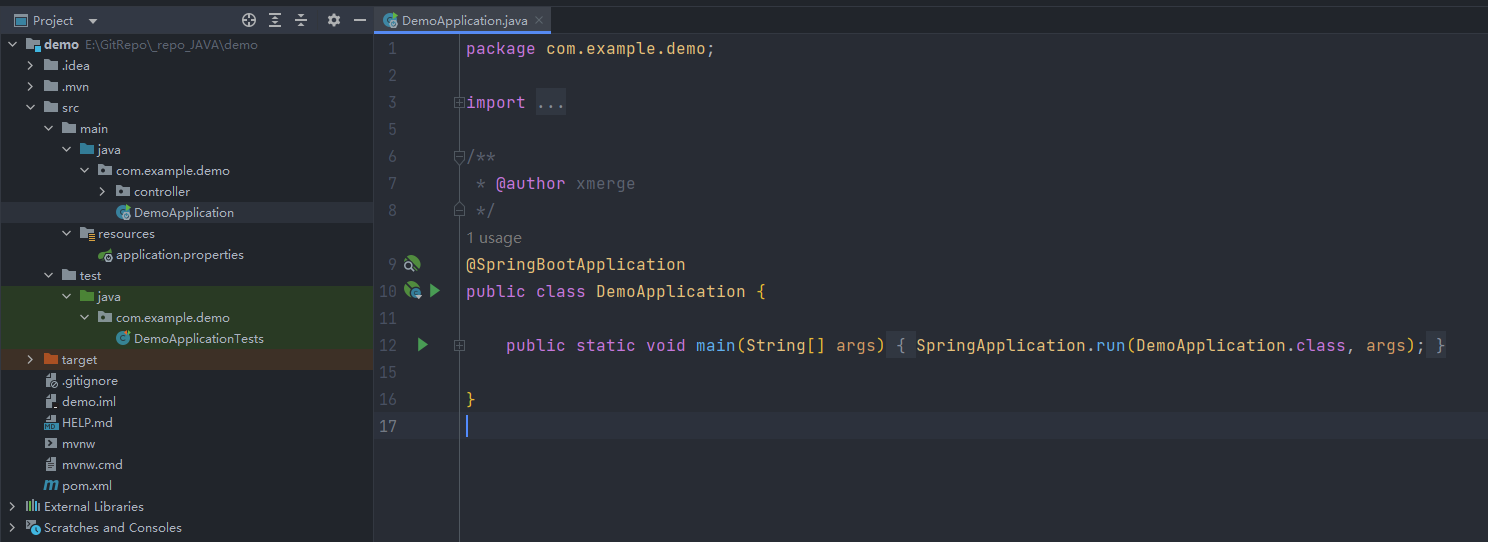 Project
demo E:\GitRepo\_repo_JAVA\demo
.idea
.mvn
src
main
java
com.example.demo
controller
DemoApplication
resources
application.properties
test
java
com.example.demo
DemoApplicationTests
target
.gitignore
demo.iml
HELP.md
mvnw
mvnw.cmd
pom.xml
External Libraries
Scratches and Consoles
DemoApplication.java
1 package com.example.demo;
2
3 import ...
5
6 /**
7 * @author xmerge
8 */
1 usage
9 @SpringBootApplication
10 public class DemoApplication {
11
12 public static void main(String[] args) { SpringApplication.run(DemoApplication.class, args); }
15
16 }
17